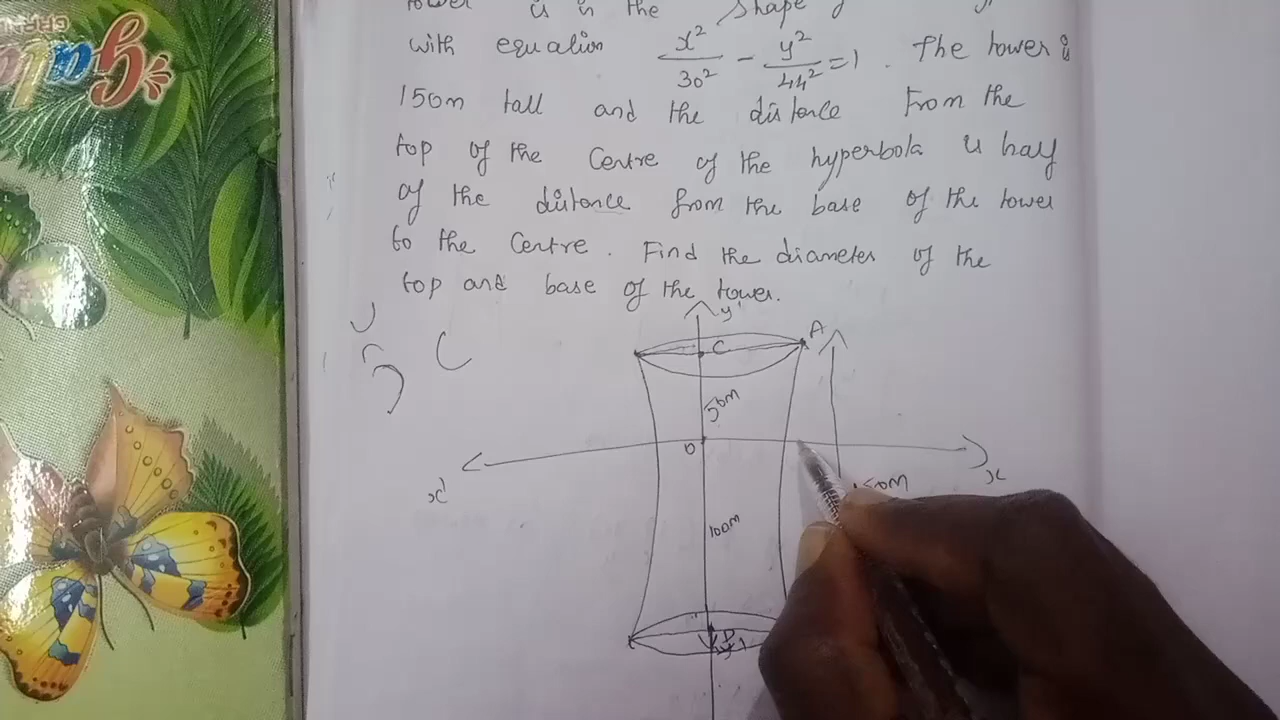 tower is in the shape of
with equation x²/30² - y²/44² = 1. The tower is
150m tall and the distance from the
top of the Centre of the hyperbola is half
of the distance from the base of the tower
to the Centre. Find the diameter of the
top and base of the tower.
y
A
C
50m
O
x'
x
150m
100m
D
y'